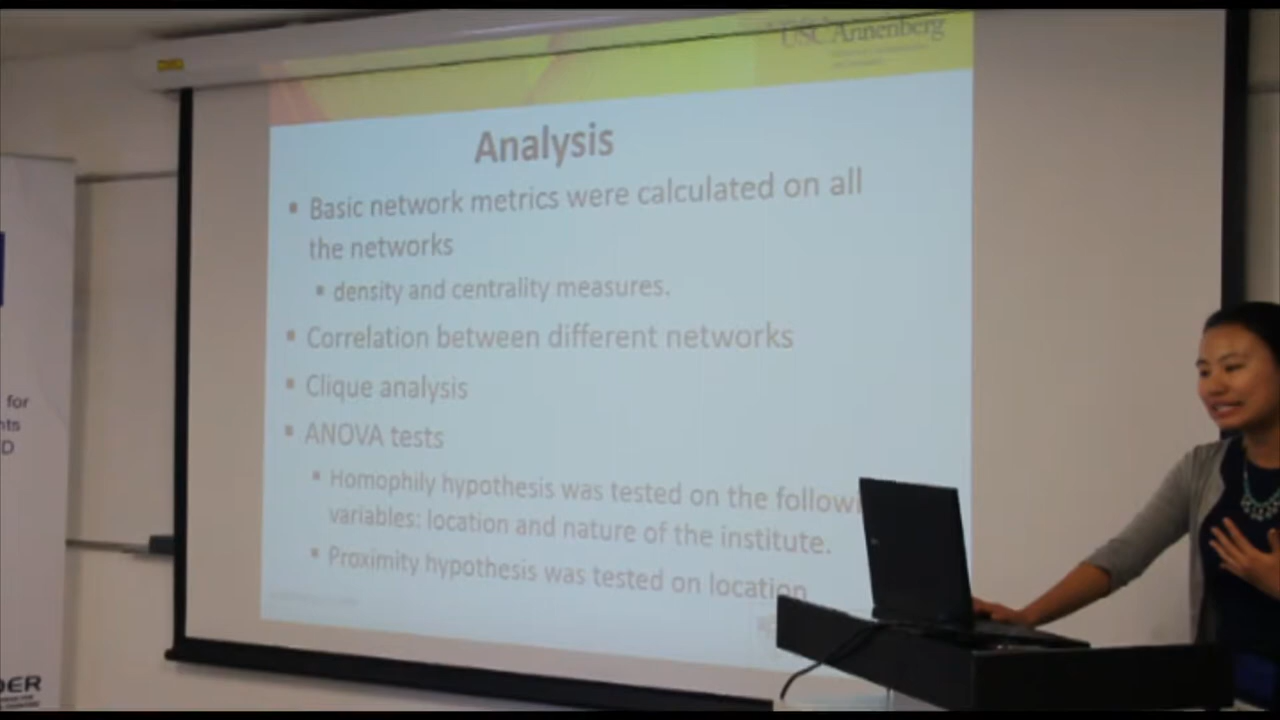 USC Annenberg
Analysis
▪ Basic network metrics were calculated on all
the networks
▪ density and centrality measures.
▪ Correlation between different networks
▪ Clique analysis
▪ ANOVA tests
▪ Homophily hypothesis was tested on the followi
variables: location and nature of the institute.
▪ Proximity hypothesis was tested on location
for
nts
D
DER